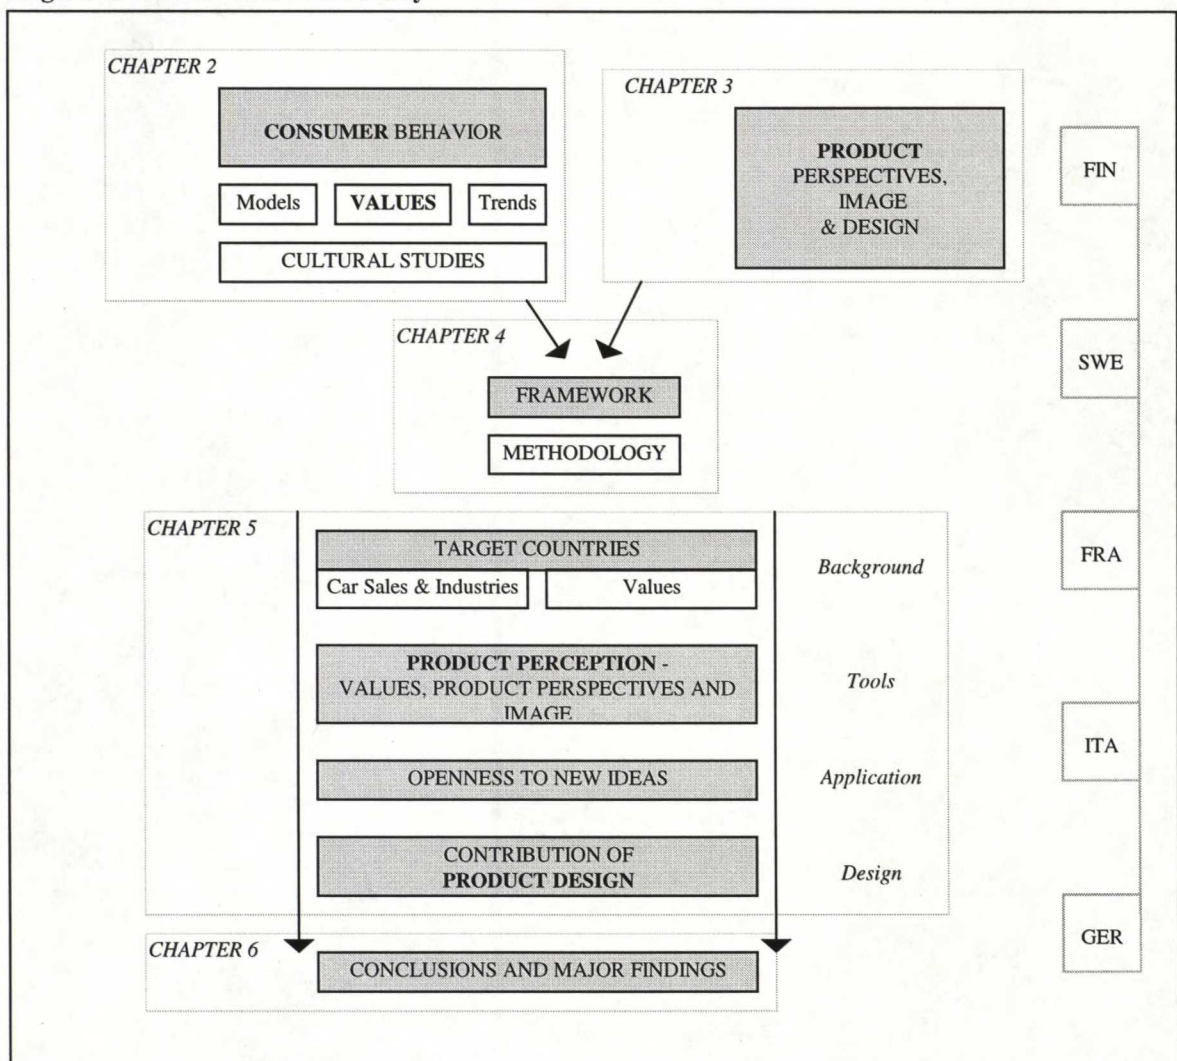 CHAPTER 2
CONSUMER BEHAVIOR
Models
VALUES
Trends
CULTURAL STUDIES
CHAPTER 3
PRODUCT
PERSPECTIVES,
IMAGE
& DESIGN
CHAPTER 4
FRAMEWORK
METHODOLOGY
CHAPTER 5
TARGET COUNTRIES
Car Sales & Industries
Values
Background
PRODUCT PERCEPTION -
VALUES, PRODUCT PERSPECTIVES AND
IMAGE
Tools
OPENNESS TO NEW IDEAS
Application
CONTRIBUTION OF
PRODUCT DESIGN
Design
CHAPTER 6
CONCLUSIONS AND MAJOR FINDINGS
FIN
SWE
FRA
ITA
GER